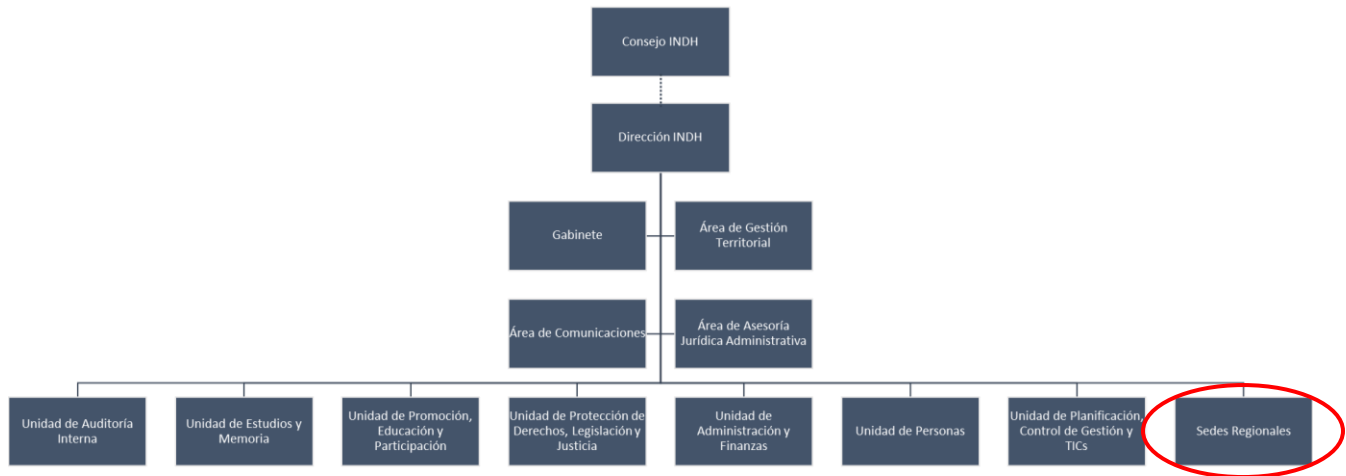 Consejo INDH
Dirección INDH
Gabinete
Área de Gestión
Territorial
Área de Comunicaciones
Área de Asesoría
Jurídica Administrativa
Unidad de Auditoría
Interna
Unidad de Estudios y
Memoria
Unidad de Promoción,
Educación y
Participación
Unidad de Protección de
Derechos, Legislación y
Justicia
Unidad de
Administración y
Finanzas
Unidad de Personas
Unidad de Planificación,
Control de Gestión y
TICs
Sedes Regionales